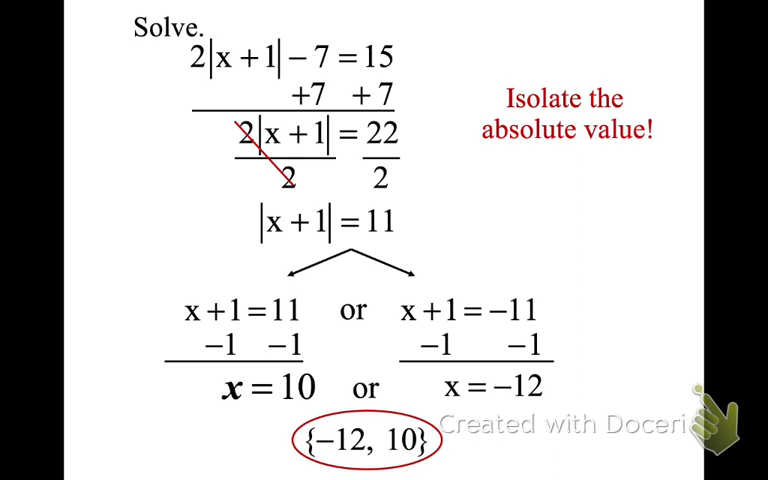 Solve.
2|x + 1| − 7 = 15
+7 + 7
2|x + 1| = 22
2 2
|x + 1| = 11
x + 1 = 11 or x + 1 = −11
−1 −1 −1 −1
x = 10 or x = −12
{−12, 10}
Isolate the
absolute value!
Created with Doceri